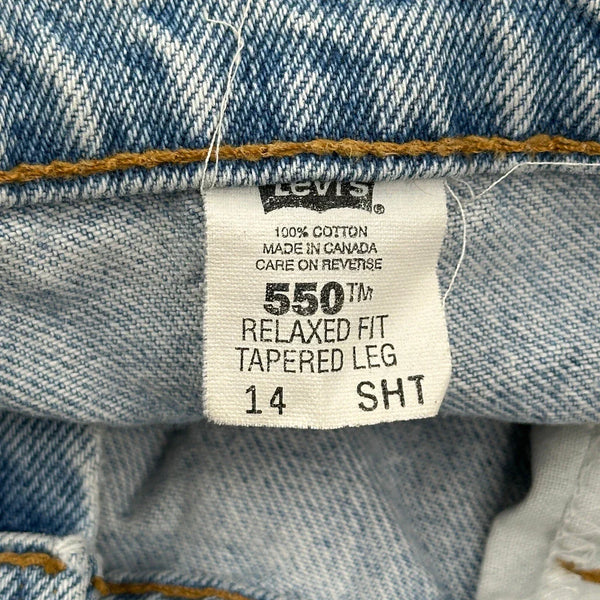 Levi's ®
100% COTTON
MADE IN CANADA
CARE ON REVERSE
550™
RELAXED FIT
TAPERED LEG
14 SHT